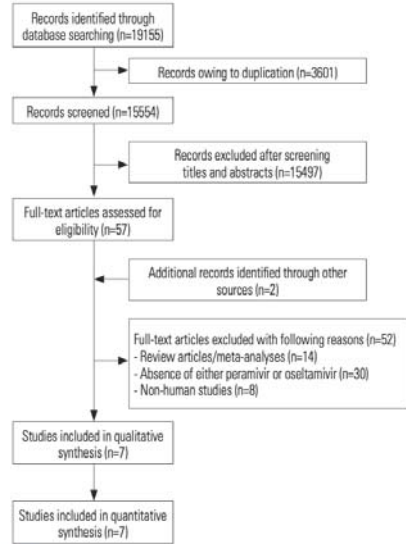 Records identified through
database searching (n=19155)
Records owing to duplication (n=3601)
Records screened (n=15554)
Records excluded after screening
titles and abstracts (n=15497)
Full-text articles assessed for
eligibility (n=57)
Additional records identified through other
sources (n=2)
Full-text articles excluded with following reasons (n=52)
- Review articles/meta-analyses (n=14)
- Absence of either peramivir or oseltamivir (n=30)
- Non-human studies (n=8)
Studies included in qualitative
synthesis (n=7)
Studies included in quantitative
synthesis (n=7)